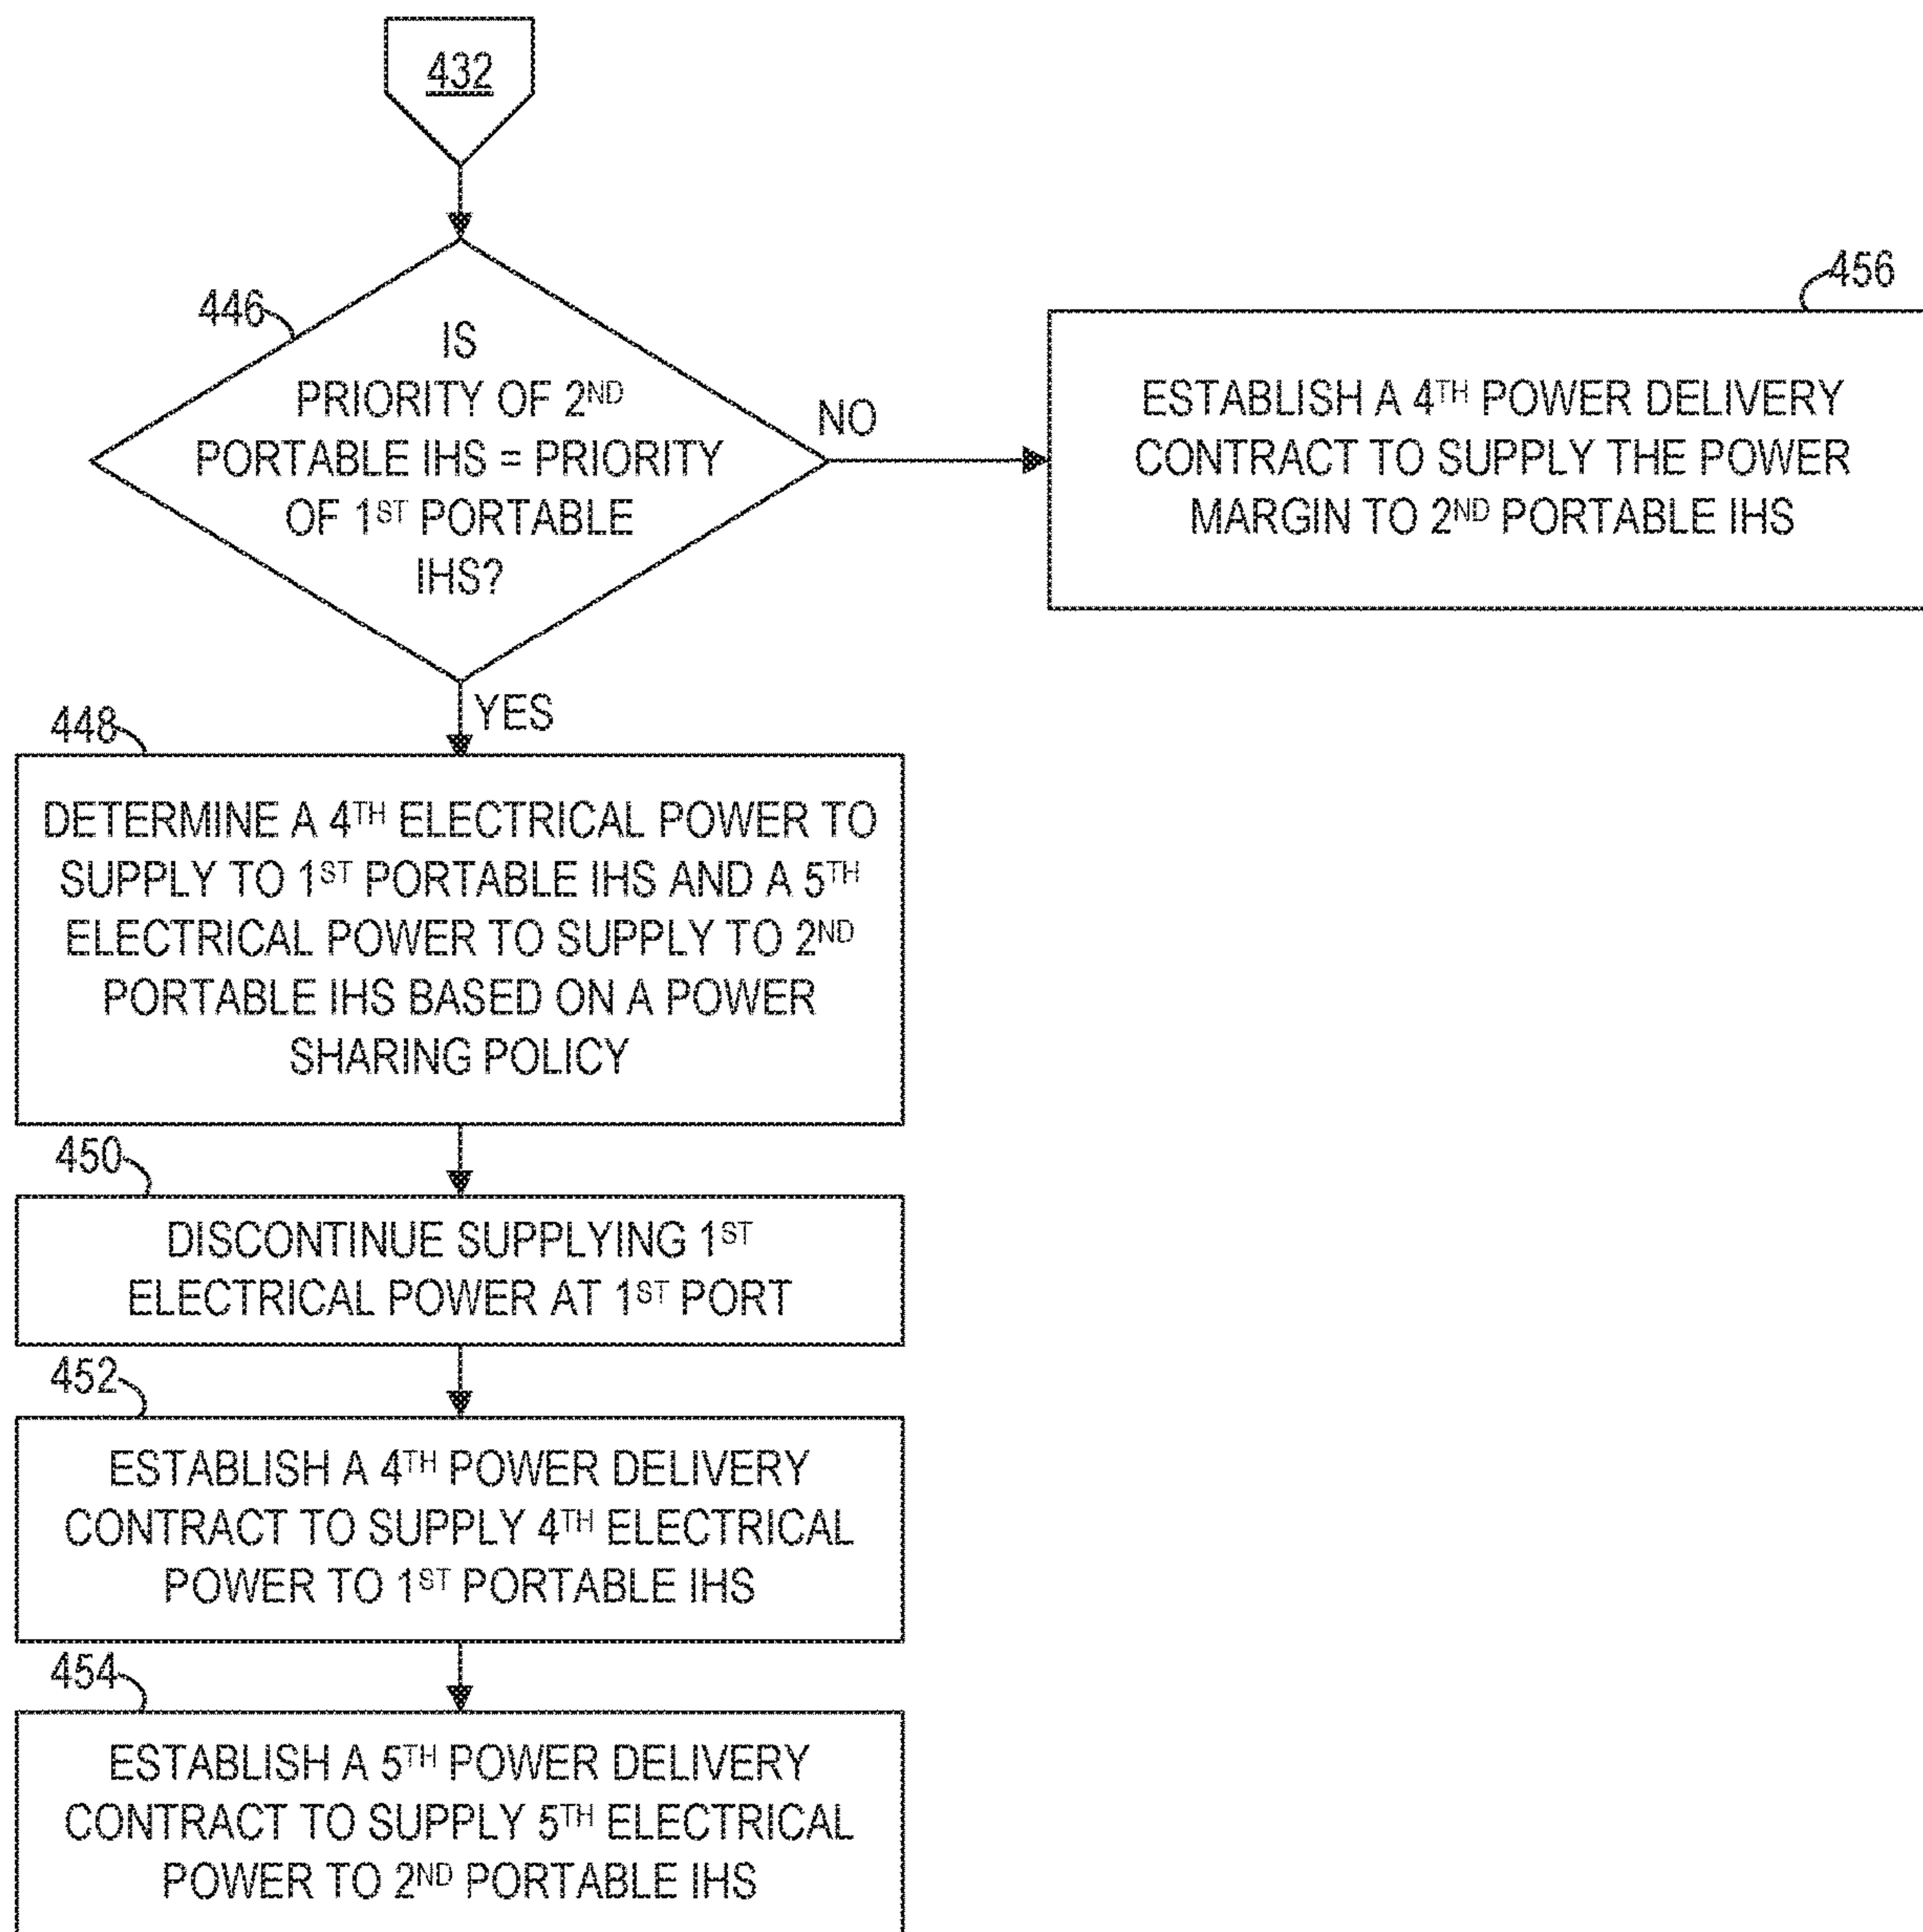 432
446
IS
PRIORITY OF 2ND
PORTABLE IHS = PRIORITY
OF 1ST PORTABLE
IHS?
NO
456
ESTABLISH A 4TH POWER DELIVERY
CONTRACT TO SUPPLY THE POWER
MARGIN TO 2ND PORTABLE IHS
YES
448
DETERMINE A 4TH ELECTRICAL POWER TO
SUPPLY TO 1ST PORTABLE IHS AND A 5TH
ELECTRICAL POWER TO SUPPLY TO 2ND
PORTABLE IHS BASED ON A POWER
SHARING POLICY
450
DISCONTINUE SUPPLYING 1ST
ELECTRICAL POWER AT 1ST PORT
452
ESTABLISH A 4TH POWER DELIVERY
CONTRACT TO SUPPLY 4TH ELECTRICAL
POWER TO 1ST PORTABLE IHS
454
ESTABLISH A 5TH POWER DELIVERY
CONTRACT TO SUPPLY 5TH ELECTRICAL
POWER TO 2ND PORTABLE IHS